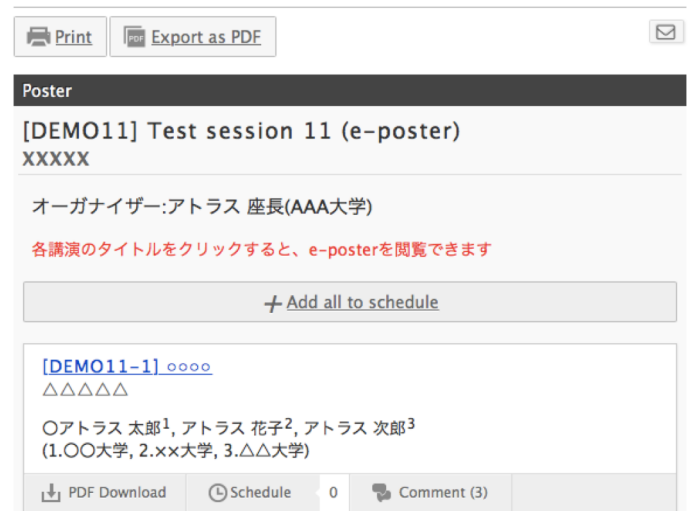 Print
PDF Export as PDF
Poster
[DEMO11] Test session 11 (e-poster)
XXXXX
オーガナイザー:アトラス 座長(AAA大学)
各講演のタイトルをクリックすると、e-posterを閲覧できます
+ Add all to schedule
[DEMO11-1] ○○○○
△△△△△
〇アトラス 太郎1, アトラス 花子2, アトラス 次郎3
(1.〇〇大学, 2.××大学, 3.△△大学)
PDF Download Schedule 0 Comment (3)